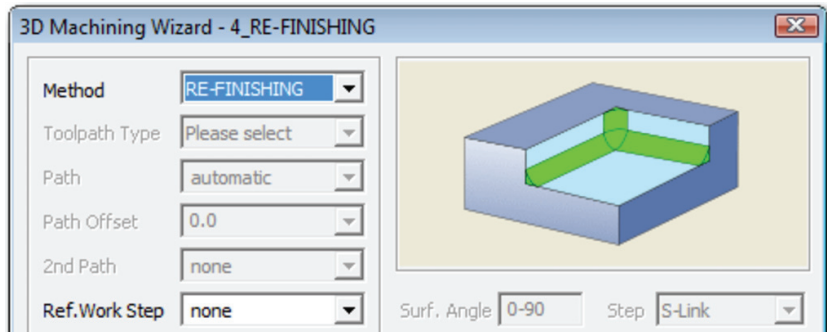 3D Machining Wizard - 4_RE-FINISHING
Method RE-FINISHING
Toolpath Type Please select
Path automatic
Path Offset 0.0
2nd Path none
Ref.Work Step none
Surf. Angle 0-90 Step S-Link